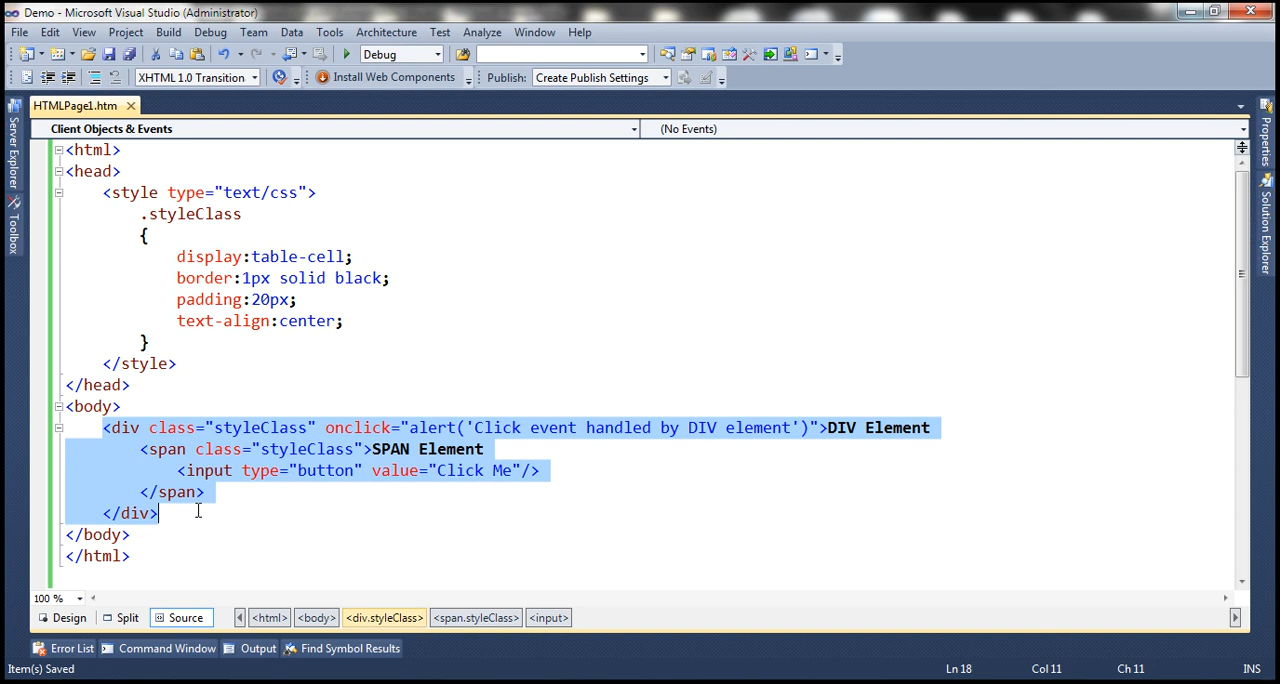 Demo - Microsoft Visual Studio (Administrator)
File Edit View Project Build Debug Team Data Tools Architecture Test Analyze Window Help
Debug
XHTML 1.0 Transition Install Web Components Publish: Create Publish Settings
HTMLPage1.htm
Client Objects & Events (No Events)
Server Explorer
Toolbox
Properties
Solution Explorer
<html>
<head>
<style type="text/css">
.styleClass
{
display:table-cell;
border:1px solid black;
padding:20px;
text-align:center;
}
</style>
</head>
<body>
<div class="styleClass" onclick="alert('Click event handled by DIV element')">DIV Element
<span class="styleClass">SPAN Element
<input type="button" value="Click Me"/>
</span>
</div>
</body>
</html>
100 %
Design Split Source <html> <body> <div.styleClass> <span.styleClass> <input>
Error List Command Window Output Find Symbol Results
Item(s) Saved Ln 18 Col 11 Ch 11 INS